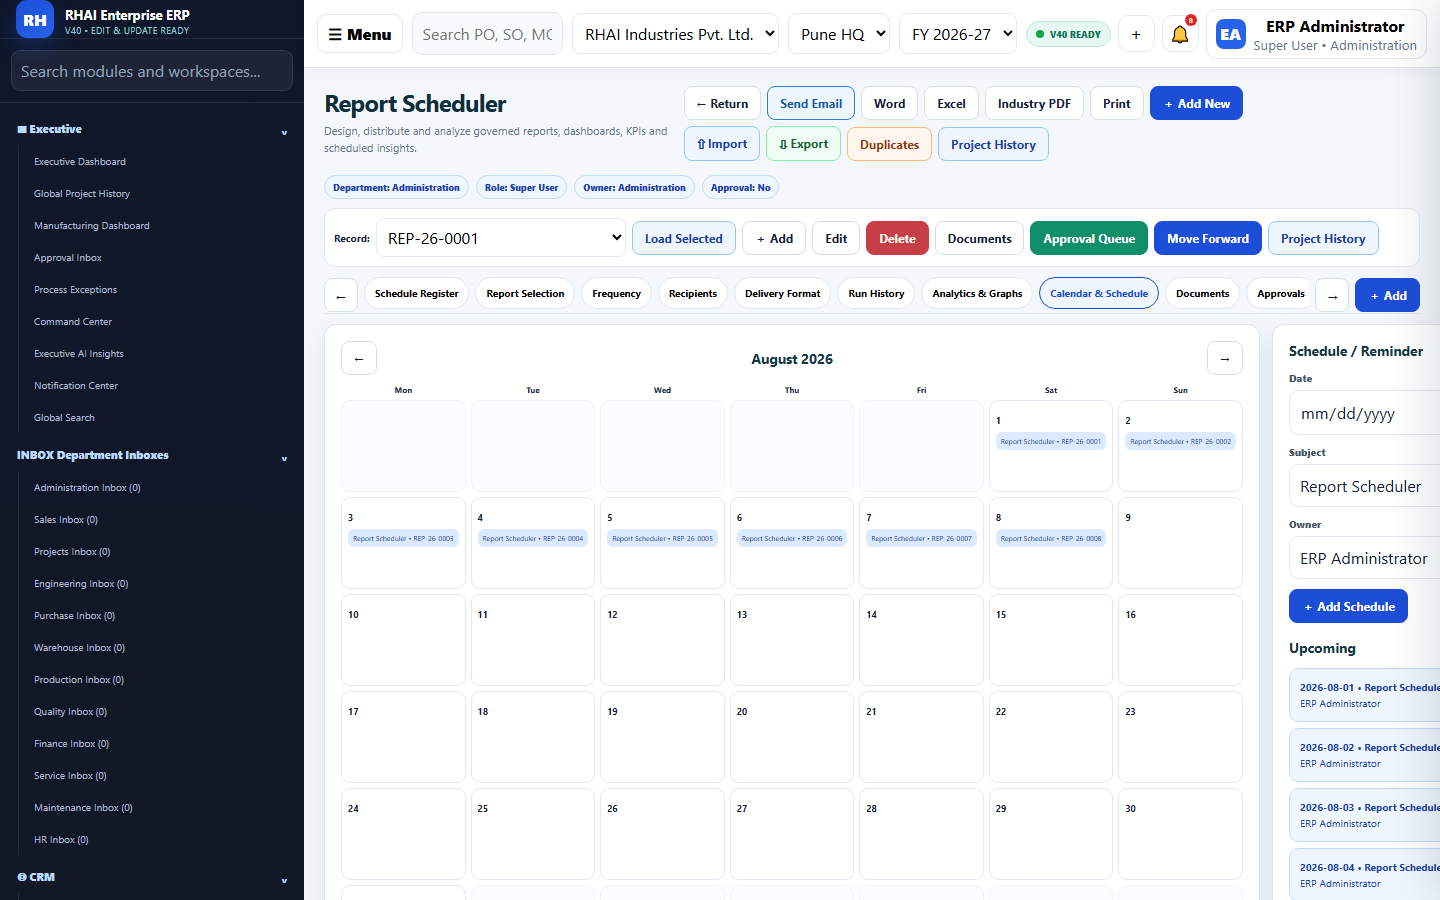 RH
RHAI Enterprise ERP
V40 • EDIT & UPDATE READY
Search modules and workspaces...
Executive
Executive Dashboard
Global Project History
Manufacturing Dashboard
Approval Inbox
Process Exceptions
Command Center
Executive AI Insights
Notification Center
Global Search
INBOX Department Inboxes
Administration Inbox (0)
Sales Inbox (0)
Projects Inbox (0)
Engineering Inbox (0)
Purchase Inbox (0)
Warehouse Inbox (0)
Production Inbox (0)
Quality Inbox (0)
Finance Inbox (0)
Service Inbox (0)
Maintenance Inbox (0)
HR Inbox (0)
CRM
☰ Menu
Search PO, SO, MC
RHAI Industries Pvt. Ltd.
Pune HQ
FY 2026-27
V40 READY
+
8
EA
ERP Administrator
Super User • Administration
Report Scheduler
Design, distribute and analyze governed reports, dashboards, KPIs and
scheduled insights.
← Return
Send Email
Word
Excel
Industry PDF
Print
+ Add New
⇧ Import
⇩ Export
Duplicates
Project History
Department: Administration
Role: Super User
Owner: Administration
Approval: No
Record:
REP-26-0001
Load Selected
+ Add
Edit
Delete
Documents
Approval Queue
Move Forward
Project History
←
Schedule Register
Report Selection
Frequency
Recipients
Delivery Format
Run History
Analytics & Graphs
Calendar & Schedule
Documents
Approvals
→
+ Add
←
August 2026
→
Mon
Tue
Wed
Thu
Fri
Sat
Sun
1
Report Scheduler • REP-26-0001
2
Report Scheduler • REP-26-0002
3
Report Scheduler • REP-26-0003
4
Report Scheduler • REP-26-0004
5
Report Scheduler • REP-26-0005
6
Report Scheduler • REP-26-0006
7
Report Scheduler • REP-26-0007
8
Report Scheduler • REP-26-0008
9
10
11
12
13
14
15
16
17
18
19
20
21
22
23
24
25
26
27
28
29
30
Schedule / Reminder
Date
mm/dd/yyyy
Subject
Report Scheduler
Owner
ERP Administrator
+ Add Schedule
Upcoming
2026-08-01 • Report Schedule
ERP Administrator
2026-08-02 • Report Schedule
ERP Administrator
2026-08-03 • Report Schedule
ERP Administrator
2026-08-04 • Report Schedule
ERP Administrator